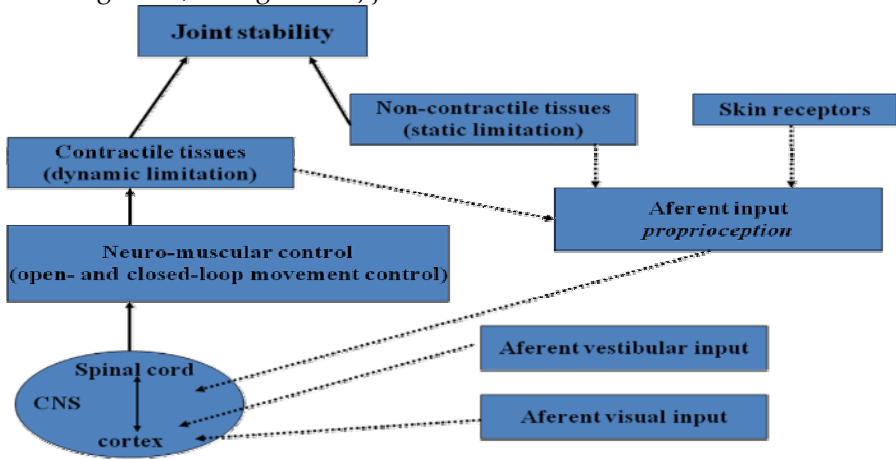 Joint stability
Non-contractile tissues
(static limitation)
Skin receptors
Contractile tissues
(dynamic limitation)
Aferent input
proprioception
Neuro-muscular control
(open- and closed-loop movement control)
Spinal cord
CNS
cortex
Aferent vestibular input
Aferent visual input